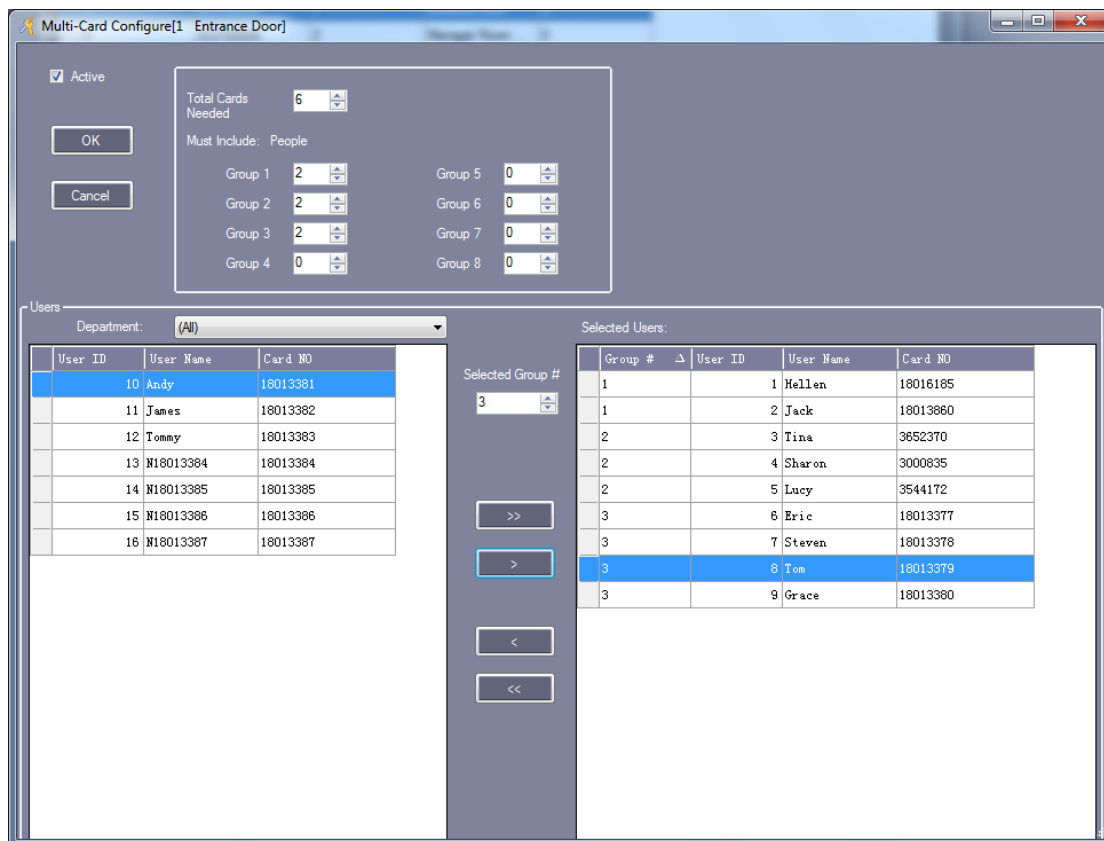 Multi-Card Configure[1 Entrance Door]
Active
Total Cards Needed 6
OK
Must Include: People
Group 1 2 Group 5 0
Cancel
Group 2 2 Group 6 0
Group 3 2 Group 7 0
Group 4 0 Group 8 0
Users
Department: (All)
Selected Users:
User ID User Name Card NO
Group # User ID User Name Card NO
Selected Group #
3
10 Andy 18013381
11 James 18013382
12 Tommy 18013383
13 N18013384 18013384
14 N18013385 18013385
15 N18013386 18013386
16 N18013387 18013387
>>
>
<
<<
1 1 Hellen 18016185
1 2 Jack 18013860
2 3 Tina 3652370
2 4 Sharon 3000835
2 5 Lucy 3544172
3 6 Eric 18013377
3 7 Steven 18013378
3 8 Tom 18013379
3 9 Grace 18013380